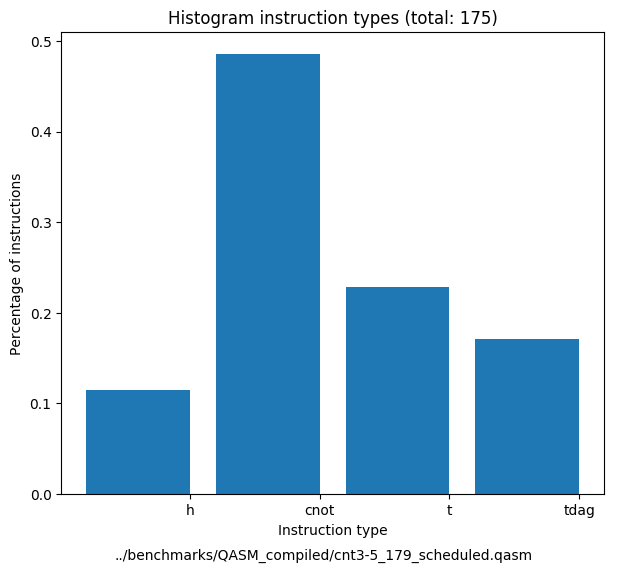 Histogram instruction types (total: 175)
Percentage of instructions
0.5
0.4
0.3
0.2
0.1
0.0
h cnot t tdag
Instruction type
../benchmarks/QASM_compiled/cnt3-5_179_scheduled.qasm